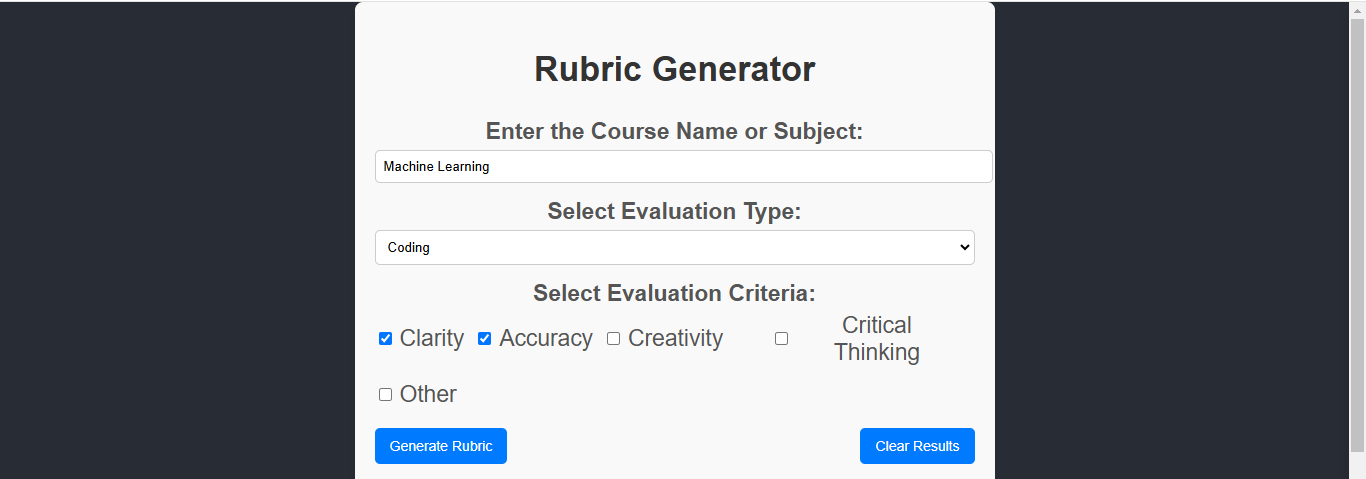 Rubric Generator
Enter the Course Name or Subject:
Machine Learning
Select Evaluation Type:
Coding
Select Evaluation Criteria:
Clarity Accuracy Creativity Critical
Thinking
Other
Generate Rubric Clear Results